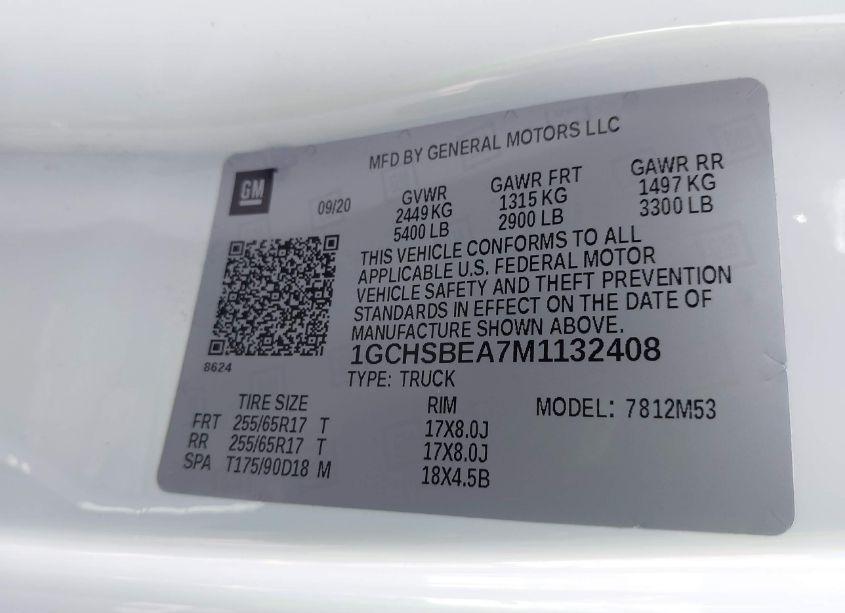 MFD BY GENERAL MOTORS LLC
GM
09/20
GVWR GAWR FRT GAWR RR
2449 KG 1315 KG 1497 KG
5400 LB 2900 LB 3300 LB
THIS VEHICLE CONFORMS TO ALL
APPLICABLE U.S. FEDERAL MOTOR
VEHICLE SAFETY AND THEFT PREVENTION
STANDARDS IN EFFECT ON THE DATE OF
MANUFACTURE SHOWN ABOVE.
1GCHSBEA7M1132408
8624
TYPE: TRUCK
TIRE SIZE RIM MODEL: 7812M53
FRT 255/65R17 T 17X8.0J
RR 255/65R17 T 17X8.0J
SPA T175/90D18 M 18X4.5B